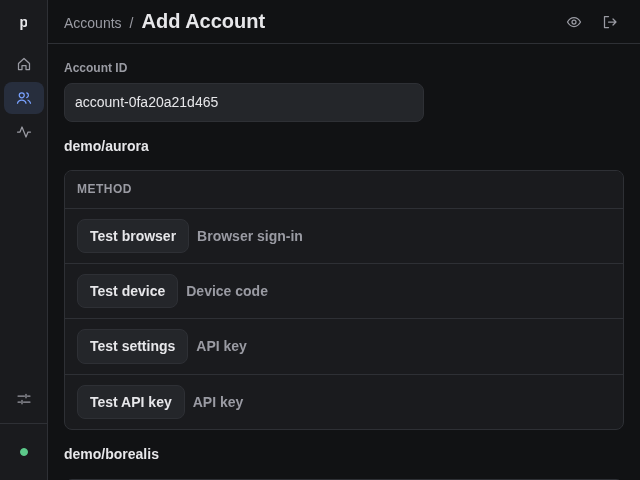 p
Accounts / Add Account
Account ID
account-0fa20a21d465
demo/aurora
METHOD
Test browser Browser sign-in
Test device Device code
Test settings API key
Test API key API key
demo/borealis